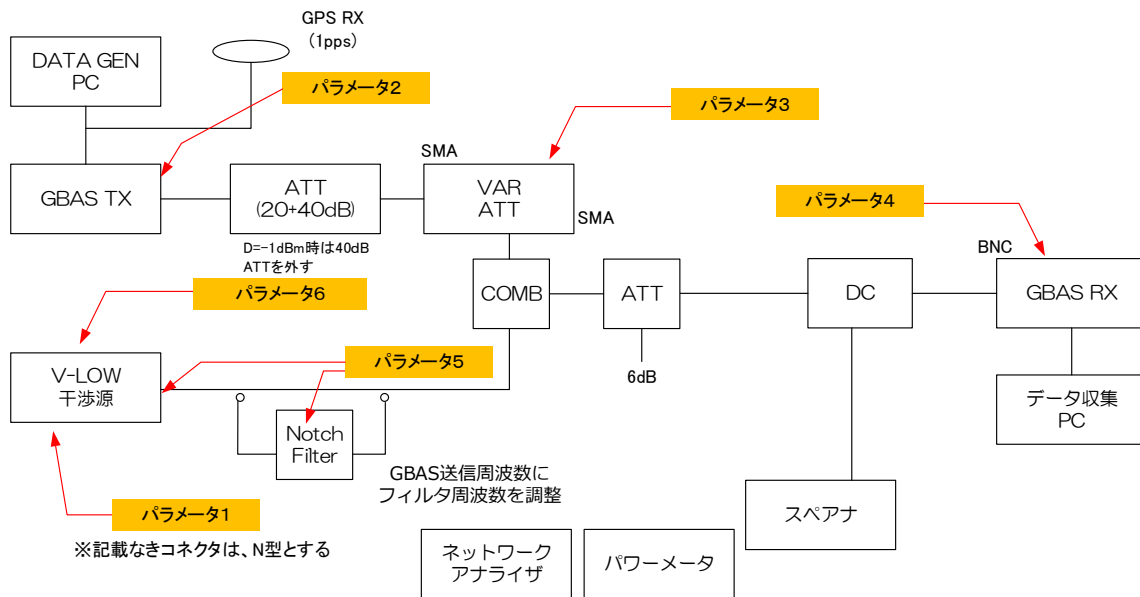 GPS RX
(1pps)
DATA GEN
PC
パラメータ2
パラメータ3
SMA
GBAS TX
ATT
(20+40dB)
VAR
ATT
SMA
パラメータ4
D=-1dBm時は40dB
ATTを外す
BNC
パラメータ6
COMB
ATT
DC
GBAS RX
V-LOW
干渉源
パラメータ5
6dB
データ収集
PC
Notch
Filter
GBAS送信周波数に
フィルタ周波数を調整
パラメータ1
スペアナ
※記載なきコネクタは、N型とする
ネットワーク
アナライザ
パワーメータ